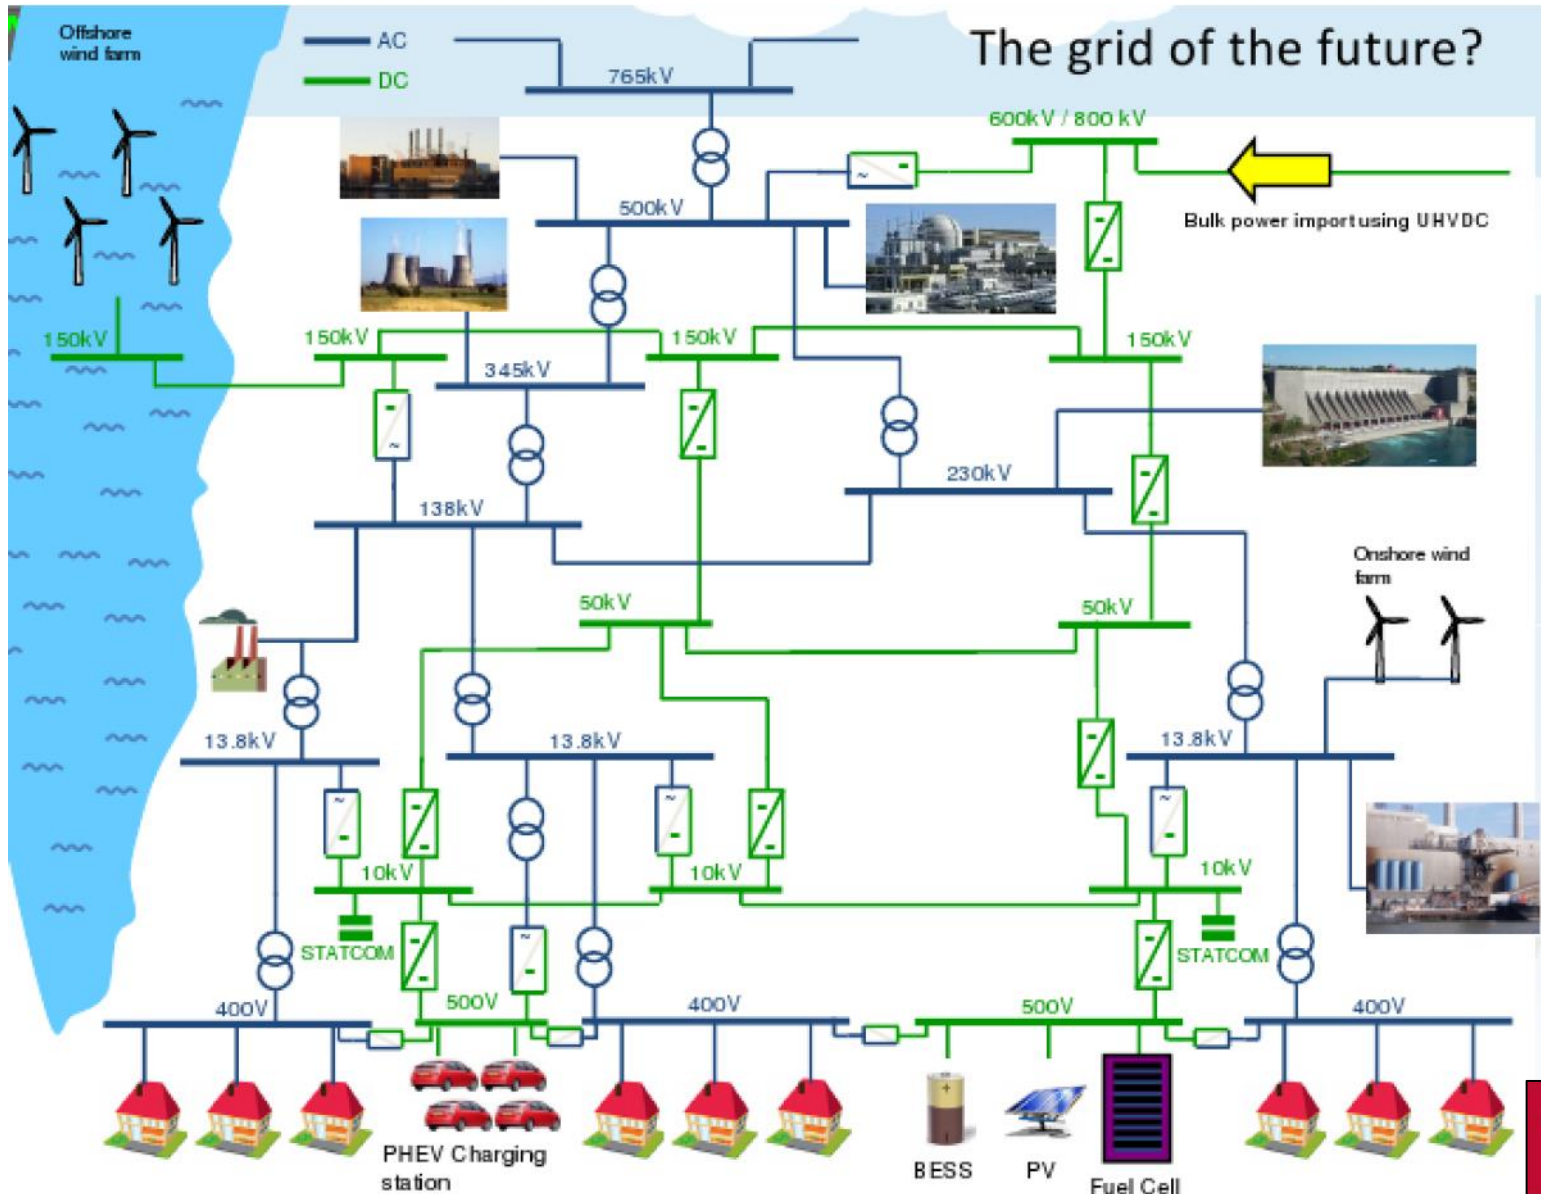 Offshore
wind farm
AC
DC
The grid of the future?
765kV
600kV / 800 kV
500kV
Bulk power import using UHVDC
150kV
150kV
150kV
150kV
345kV
230kV
138kV
Onshore wind
farm
50kV
50kV
13.8kV
13.8kV
13.8kV
10kV
10kV
10kV
STATCOM
STATCOM
400V
500V
400V
500V
400V
PHEV Charging
station
BESS
PV
Fuel Cell